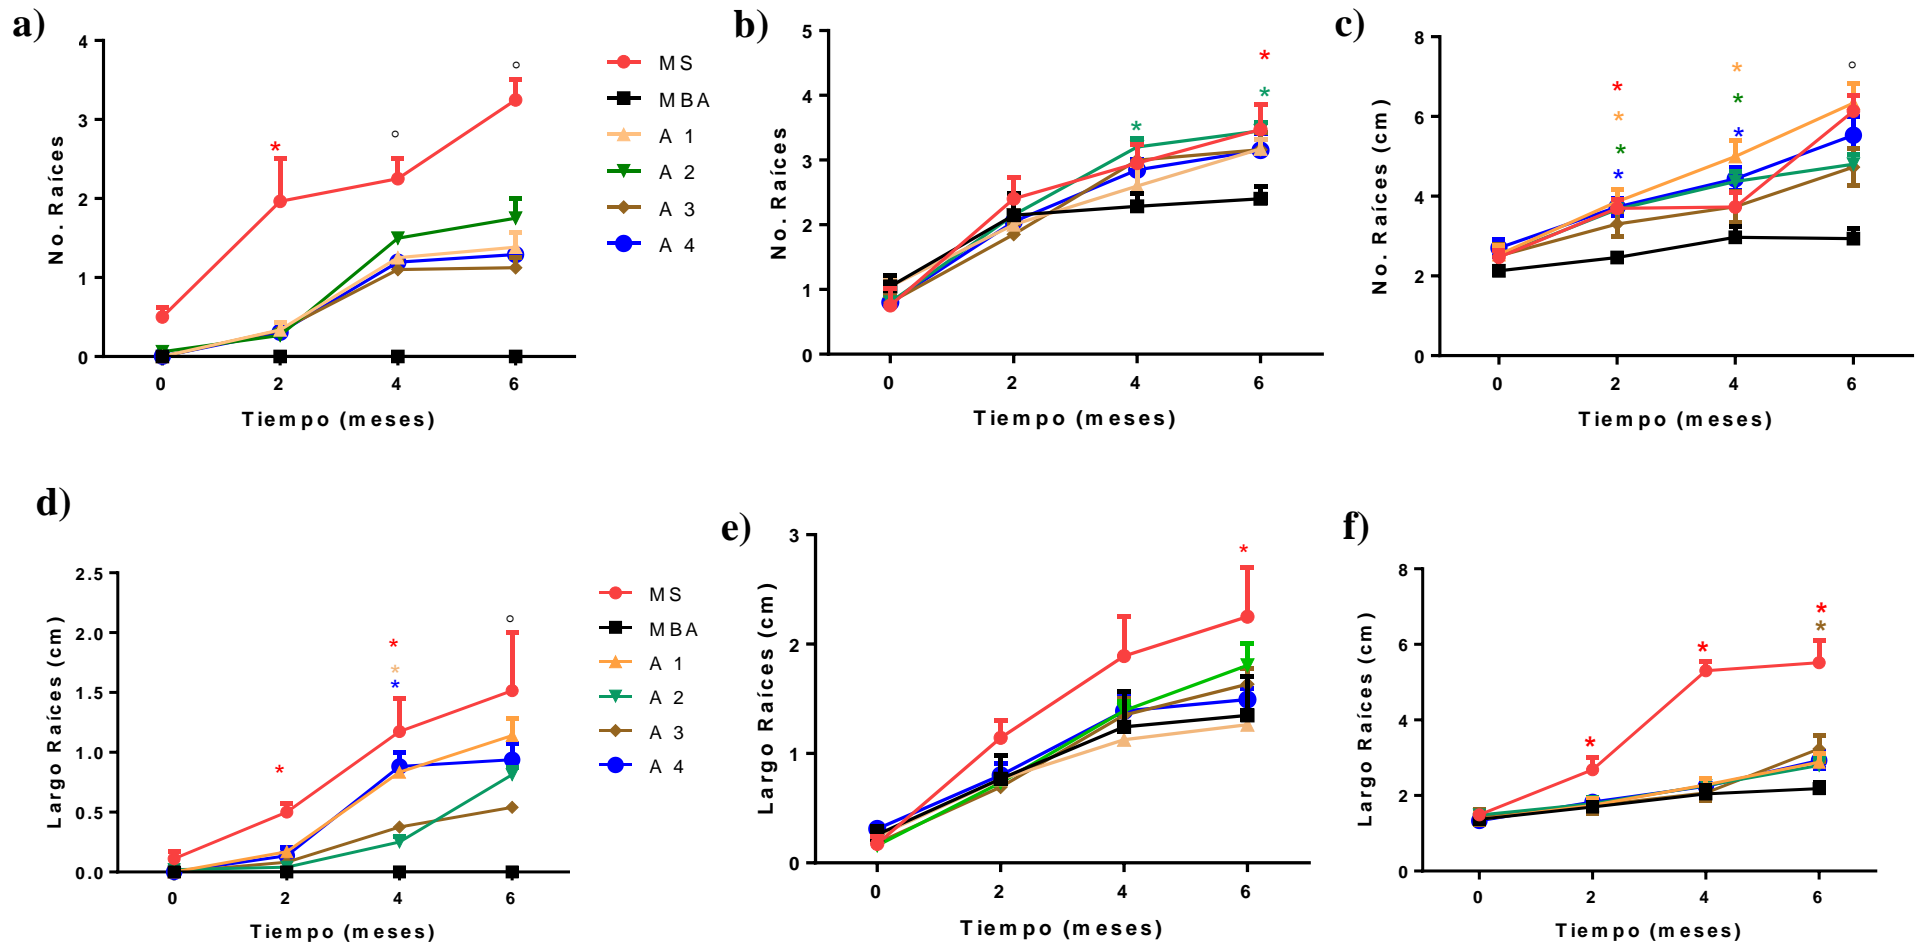 a)
No. Raíces
4
3
2
1
0
0 2 4 6
Tiempo (meses)
MS
MBA
A 1
A 2
A 3
A 4
b)
No. Raíces
5
4
3
2
1
0
0 2 4 6
Tiempo (meses)
c)
No. Raíces (cm)
8
6
4
2
0
0 2 4 6
Tiempo (meses)
d)
Largo Raíces (cm)
2.5
2.0
1.5
1.0
0.5
0.0
0 2 4 6
Tiempo (meses)
MS
MBA
A 1
A 2
A 3
A 4
e)
Largo Raíces (cm)
3
2
1
0
0 2 4 6
Tiempo (meses)
f)
Largo Raíces (cm)
8
6
4
2
0
0 2 4 6
Tiempo (meses)